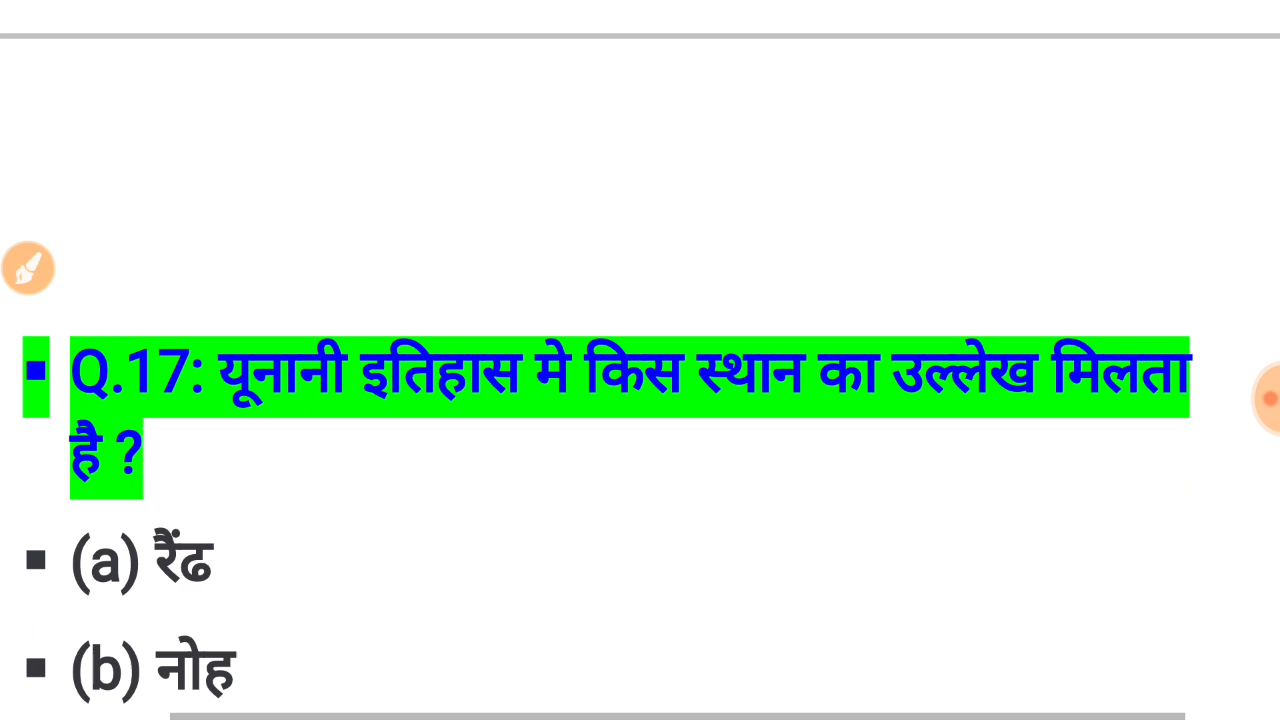 ▪ Q.17: यूनानी इतिहास मे किस स्थान का उल्लेख मिलता
है ?
▪ (a) रैंढ
▪ (b) नोह